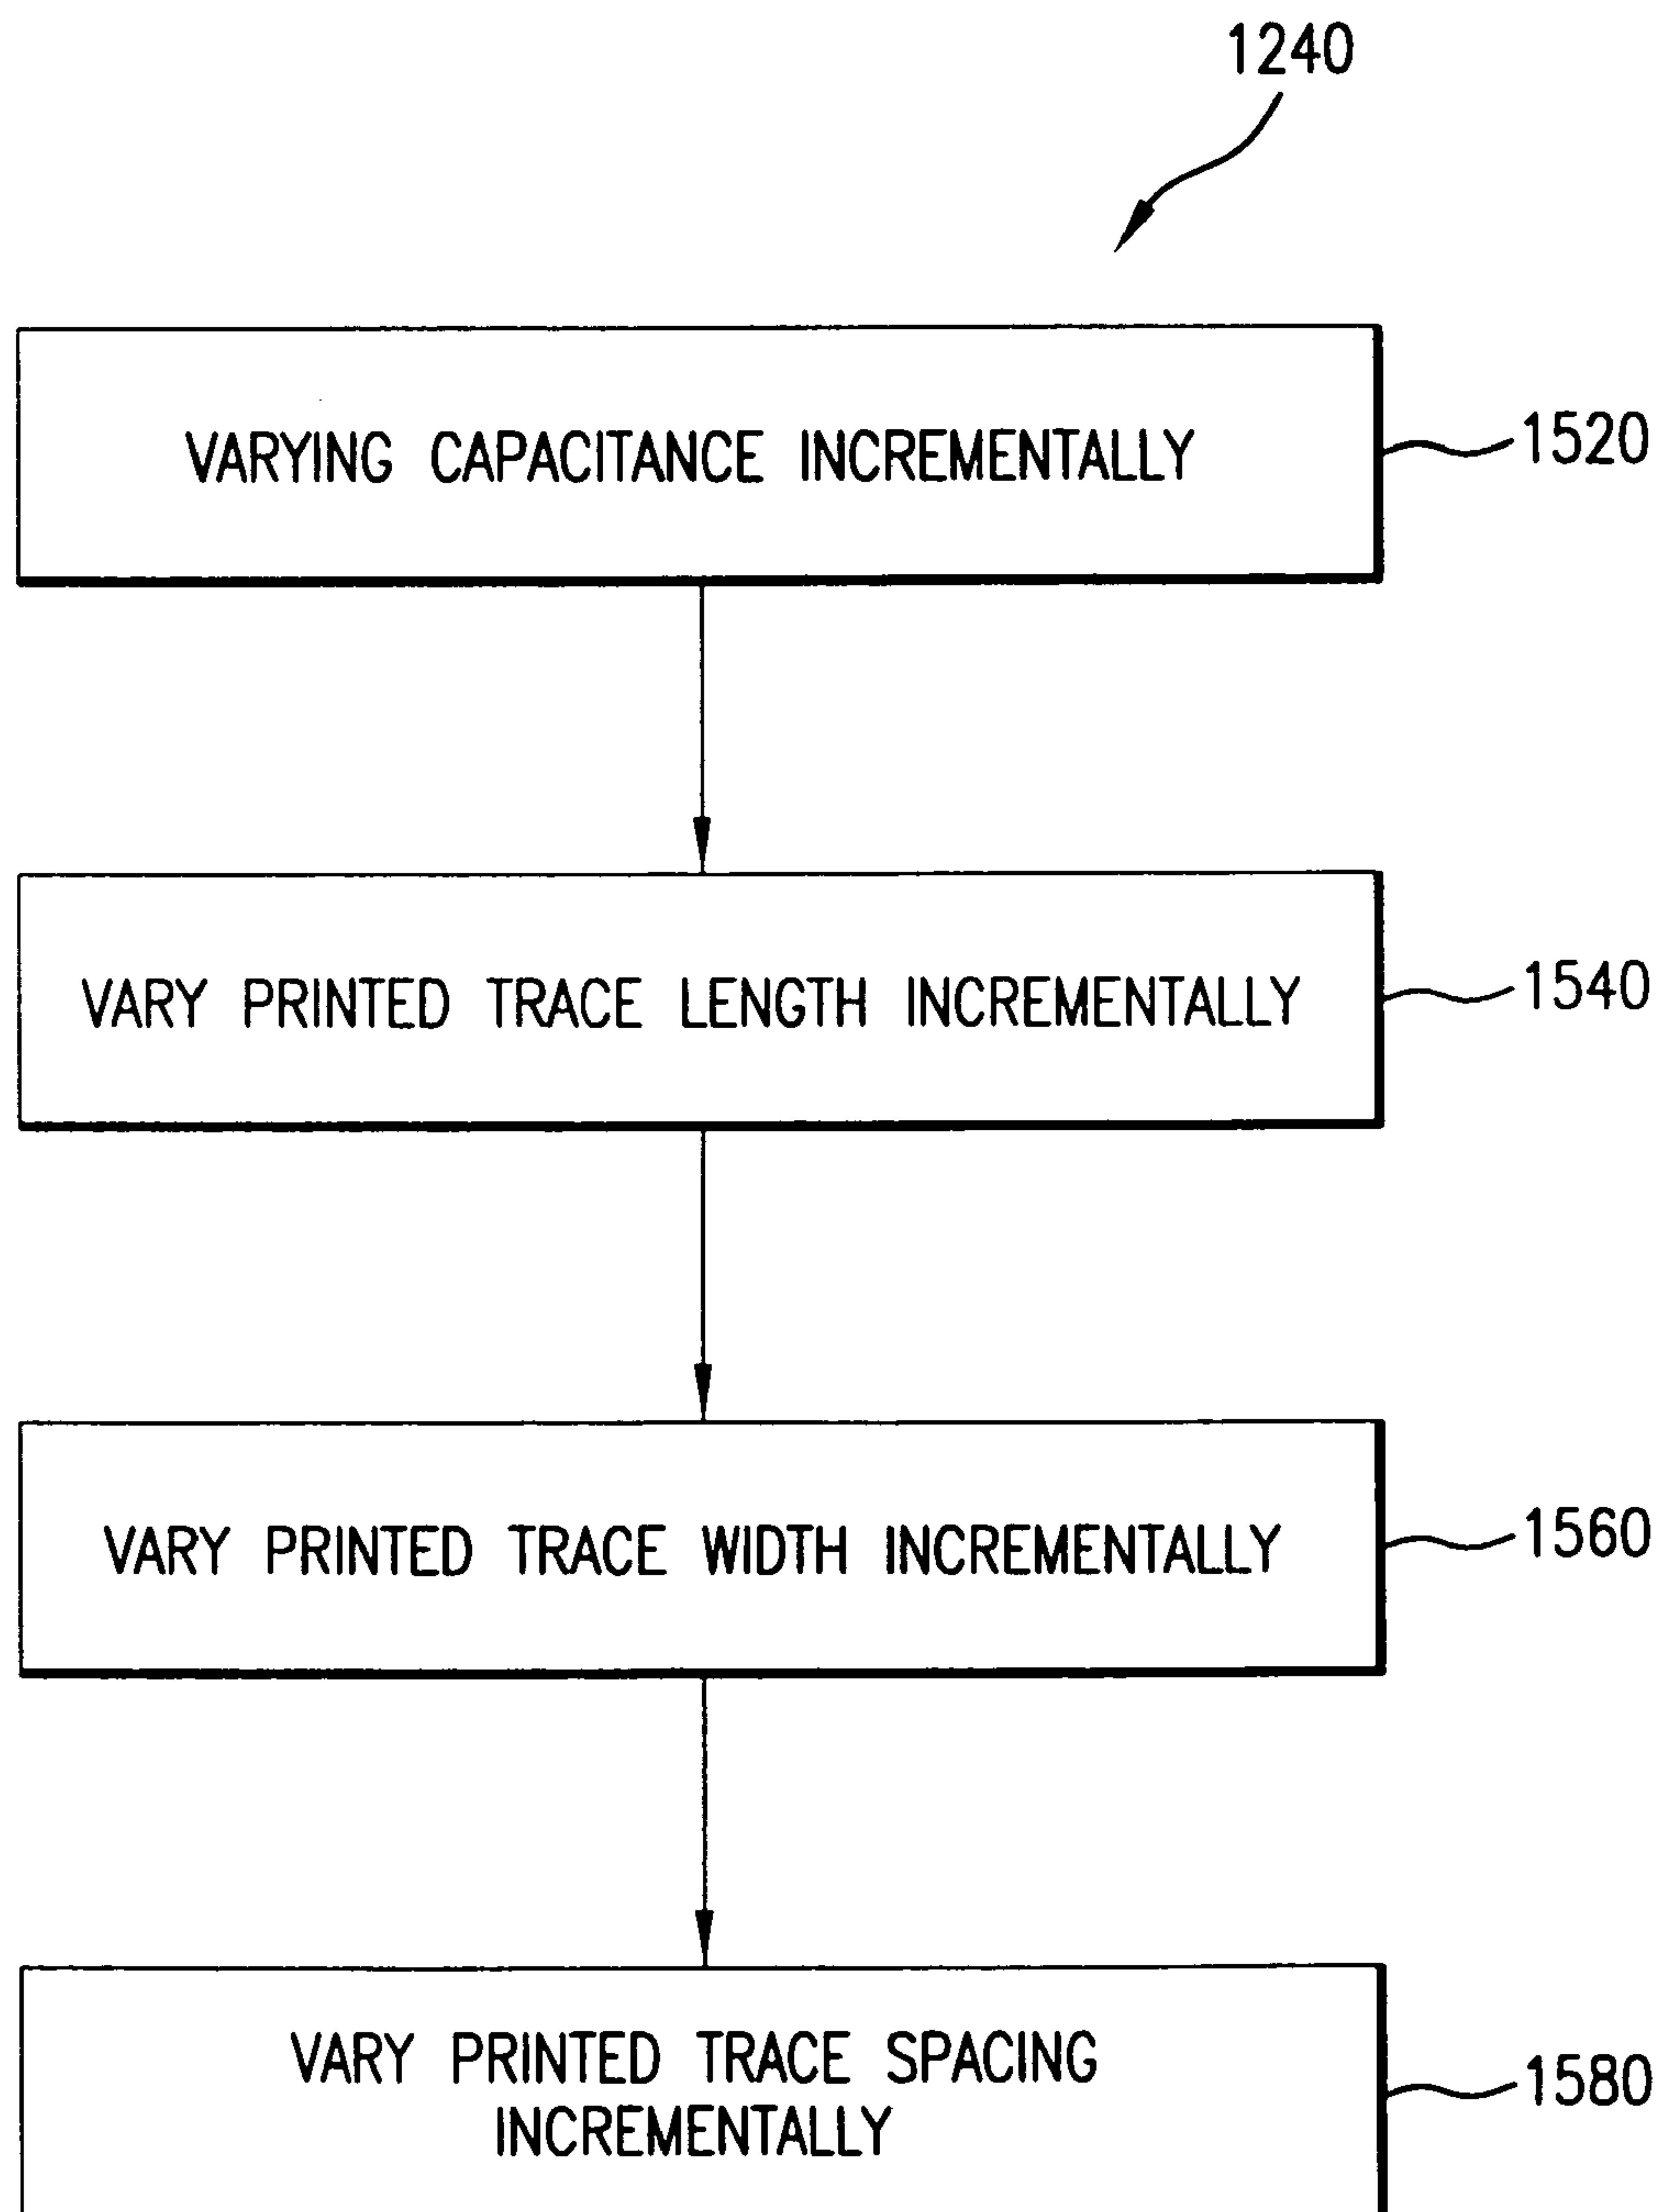 1240
VARYING CAPACITANCE INCREMENTALLY
1520
VARY PRINTED TRACE LENGTH INCREMENTALLY
1540
VARY PRINTED TRACE WIDTH INCREMENTALLY
1560
VARY PRINTED TRACE SPACING
INCREMENTALLY
1580